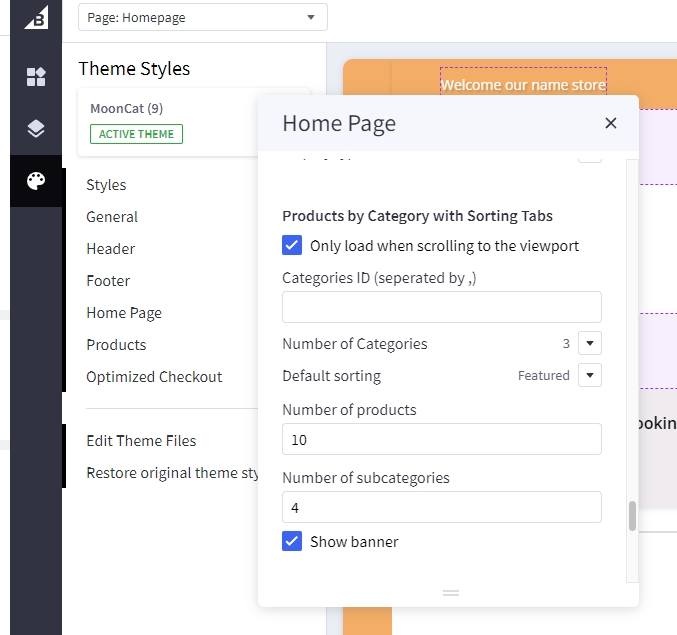 Page: Homepage
Theme Styles
MoonCat (9)
ACTIVE THEME
Styles
General
Header
Footer
Home Page
Products
Optimized Checkout
Edit Theme Files
Restore original theme sty
Welcome our name store
Home Page
Products by Category with Sorting Tabs
Only load when scrolling to the viewport
Categories ID (seperated by ,)
Number of Categories 3
Default sorting Featured
Number of products
10
Number of subcategories
4
Show banner
ookin